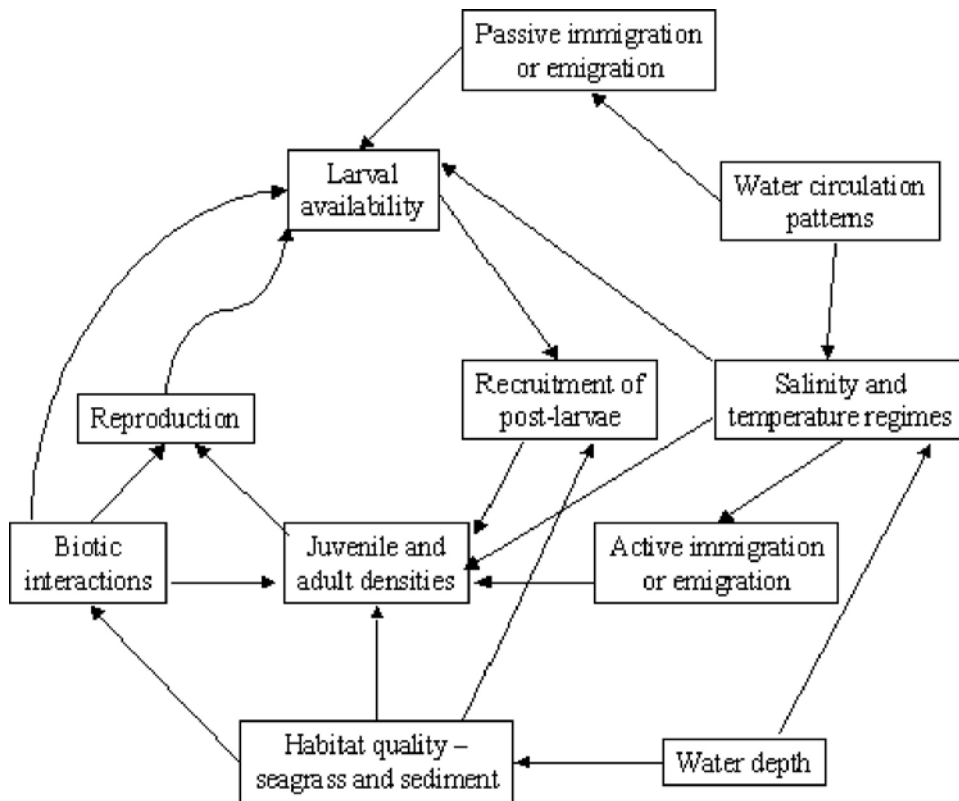 Passive immigration
or emigration
Larval
availability
Water circulation
patterns
Reproduction
Recruitment of
post-larvae
Salinity and
temperature regimes
Biotic
interactions
Juvenile and
adult densities
Active immigration
or emigration
Habitat quality –
seagrass and sediment
Water depth